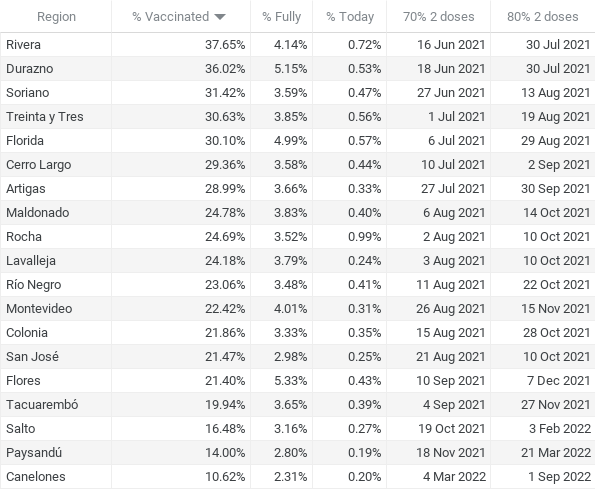 Region % Vaccinated % Fully % Today 70% 2 doses 80% 2 doses
Rivera 37.65% 4.14% 0.72% 16 Jun 2021 30 Jul 2021
Durazno 36.02% 5.15% 0.53% 18 Jun 2021 30 Jul 2021
Soriano 31.42% 3.59% 0.47% 27 Jun 2021 13 Aug 2021
Treinta y Tres 30.63% 3.85% 0.56% 1 Jul 2021 19 Aug 2021
Florida 30.10% 4.99% 0.57% 6 Jul 2021 29 Aug 2021
Cerro Largo 29.36% 3.58% 0.44% 10 Jul 2021 2 Sep 2021
Artigas 28.99% 3.66% 0.33% 27 Jul 2021 30 Sep 2021
Maldonado 24.78% 3.83% 0.40% 6 Aug 2021 14 Oct 2021
Rocha 24.69% 3.52% 0.99% 2 Aug 2021 10 Oct 2021
Lavalleja 24.18% 3.79% 0.24% 3 Aug 2021 10 Oct 2021
Río Negro 23.06% 3.48% 0.41% 11 Aug 2021 22 Oct 2021
Montevideo 22.42% 4.01% 0.31% 26 Aug 2021 15 Nov 2021
Colonia 21.86% 3.33% 0.35% 15 Aug 2021 28 Oct 2021
San José 21.47% 2.98% 0.25% 21 Aug 2021 10 Oct 2021
Flores 21.40% 5.33% 0.43% 10 Sep 2021 7 Dec 2021
Tacuarembó 19.94% 3.65% 0.39% 4 Sep 2021 27 Nov 2021
Salto 16.48% 3.16% 0.27% 19 Oct 2021 3 Feb 2022
Paysandú 14.00% 2.80% 0.19% 18 Nov 2021 21 Mar 2022
Canelones 10.62% 2.31% 0.20% 4 Mar 2022 1 Sep 2022